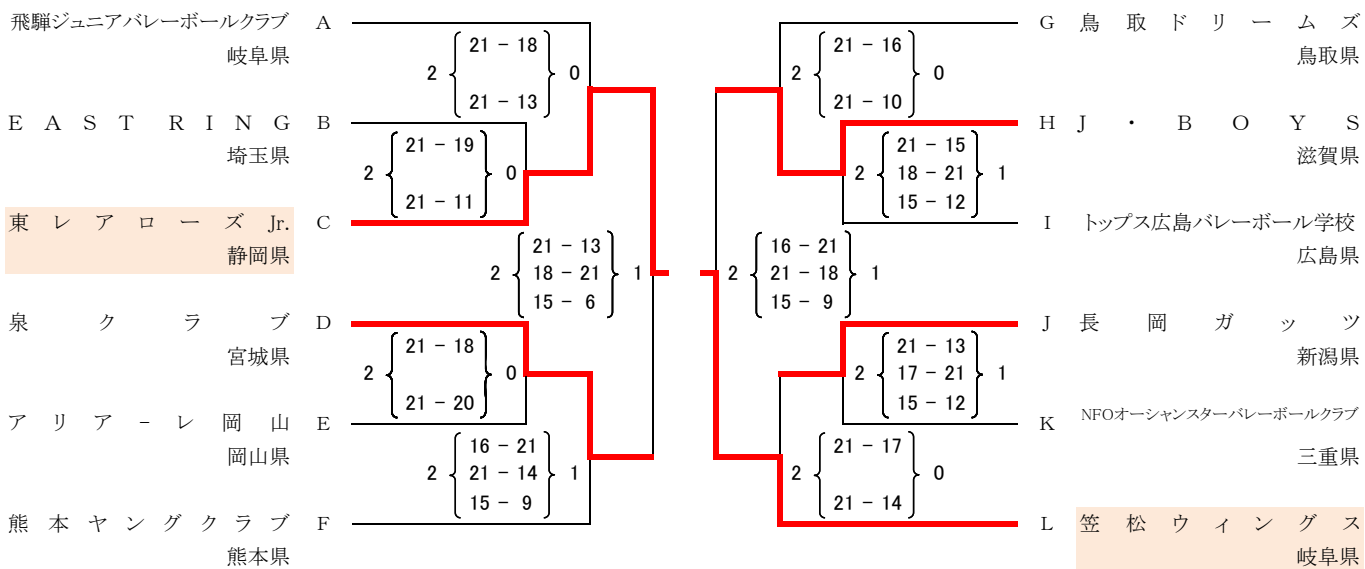 飛騨ジュニアバレーボールクラブ A
岐阜県
2 21 - 18 0
21 - 13
EAST RING B
埼玉県
2 21 - 19 0
21 - 11
東レアローズJr. C
静岡県
2 21 - 13 1
18 - 21
15 - 6
泉クラブ D
宮城県
2 21 - 18 0
21 - 20
アリア-レ岡山 E
岡山県
2 16 - 21 1
21 - 14
15 - 9
熊本ヤングクラブ F
熊本県
G 鳥取ドリームズ
鳥取県
2 21 - 16 0
21 - 10
H J・BOYS
滋賀県
2 21 - 15 1
18 - 21
15 - 12
I トップス広島バレーボール学校
広島県
2 16 - 21 1
21 - 18
15 - 9
J 長岡ガッツ
新潟県
2 21 - 13 1
17 - 21
15 - 12
K NFOオーシャンスターバレーボールクラブ
三重県
2 21 - 17 0
21 - 14
L 笠松ウィングス
岐阜県